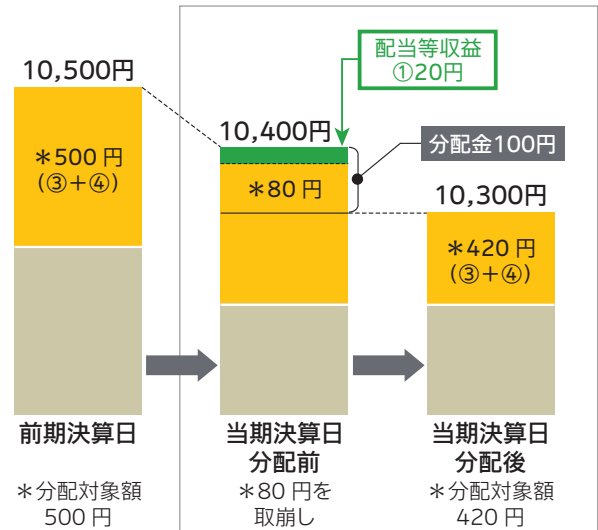 配当等収益
①20円
10,500円
10,400円
分配金100円
＊500 円
(③＋④)
＊80 円
10,300円
＊420 円
(③＋④)
前期決算日
当期決算日
分配前
当期決算日
分配後
＊分配対象額
500 円
＊80 円を
取崩し
＊分配対象額
420 円